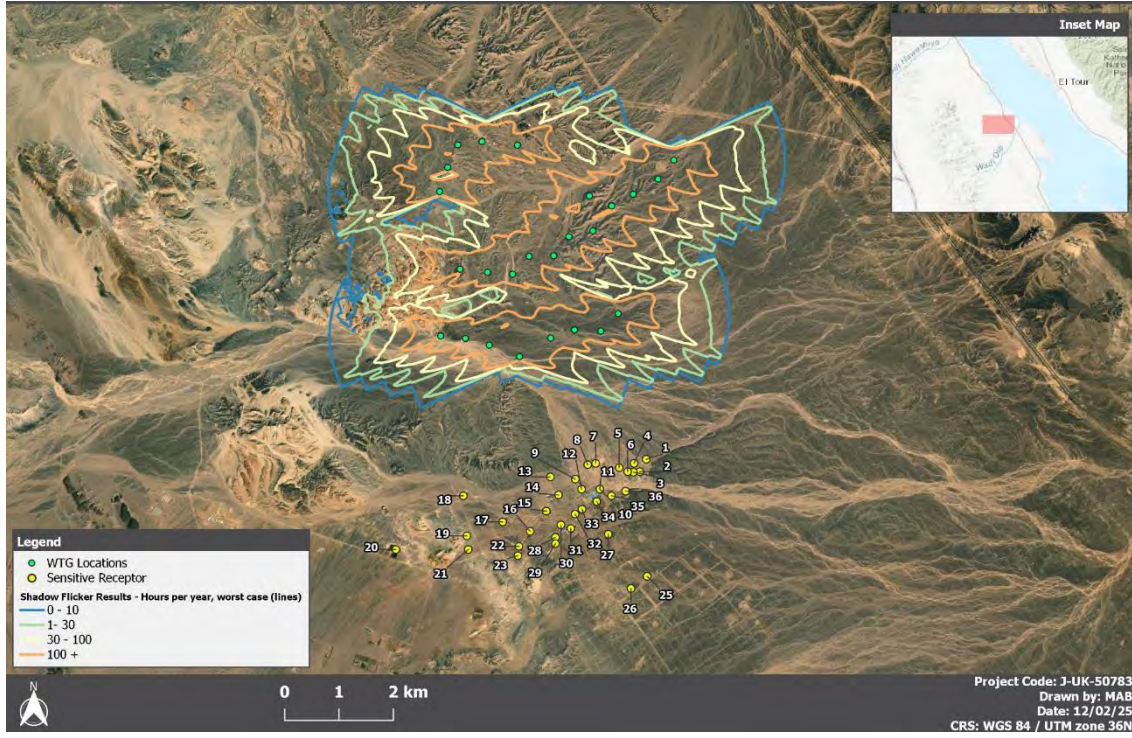 Inset Map
El Tour
Wadi Qia
5
4
8
7
6
1
12
9
2
13
11
3
14
36
18
35
15
10
16
34
17
33
19
32
27
20
22
28
31
21
23
30
29
25
26
Legend
WTG Locations
Sensitive Receptor
Shadow Flicker Results - Hours per year, worst case (lines)
0 - 10
1- 30
30 - 100
100 +
N
0 1 2 km
Project Code: J-UK-50783
Drawn by: MAB
Date: 12/02/25
CRS: WGS 84 / UTM zone 36N